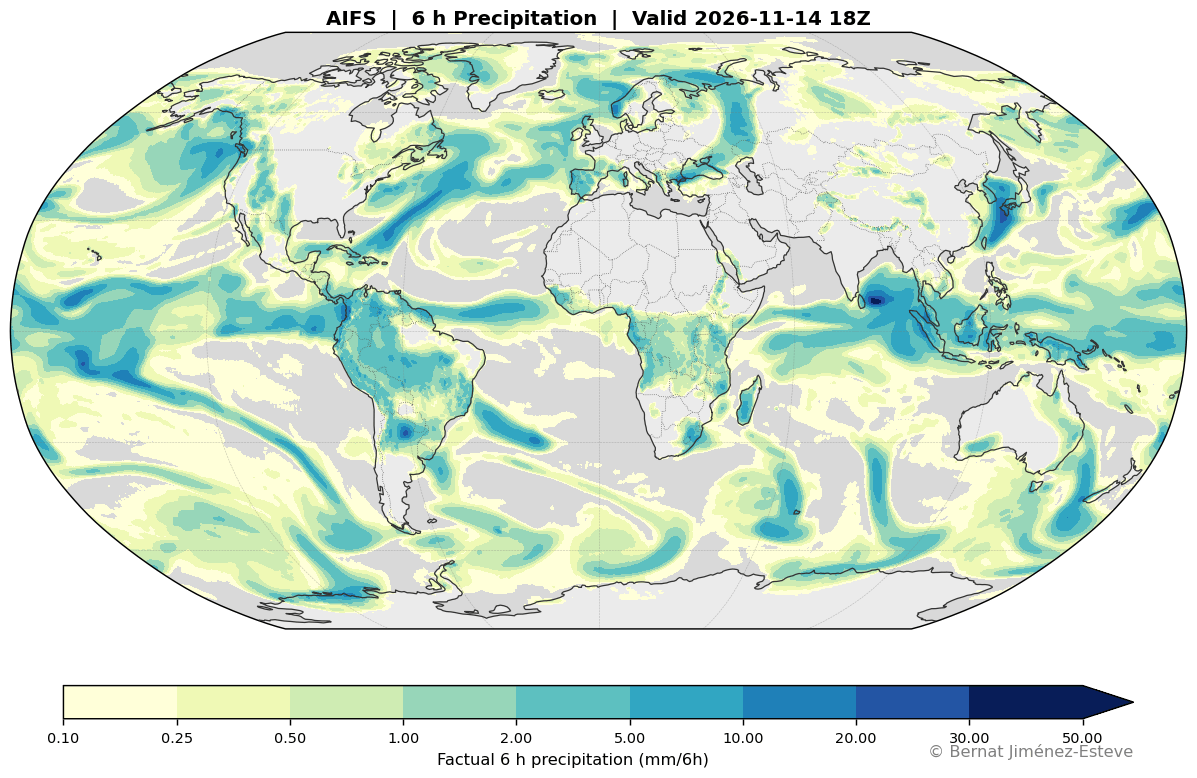 AIFS | 6 h Precipitation | Valid 2026-11-14 18Z
0.10 0.25 0.50 1.00 2.00 5.00 10.00 20.00 30.00 50.00
Factual 6 h precipitation (mm/6h)
© Bernat Jiménez-Esteve